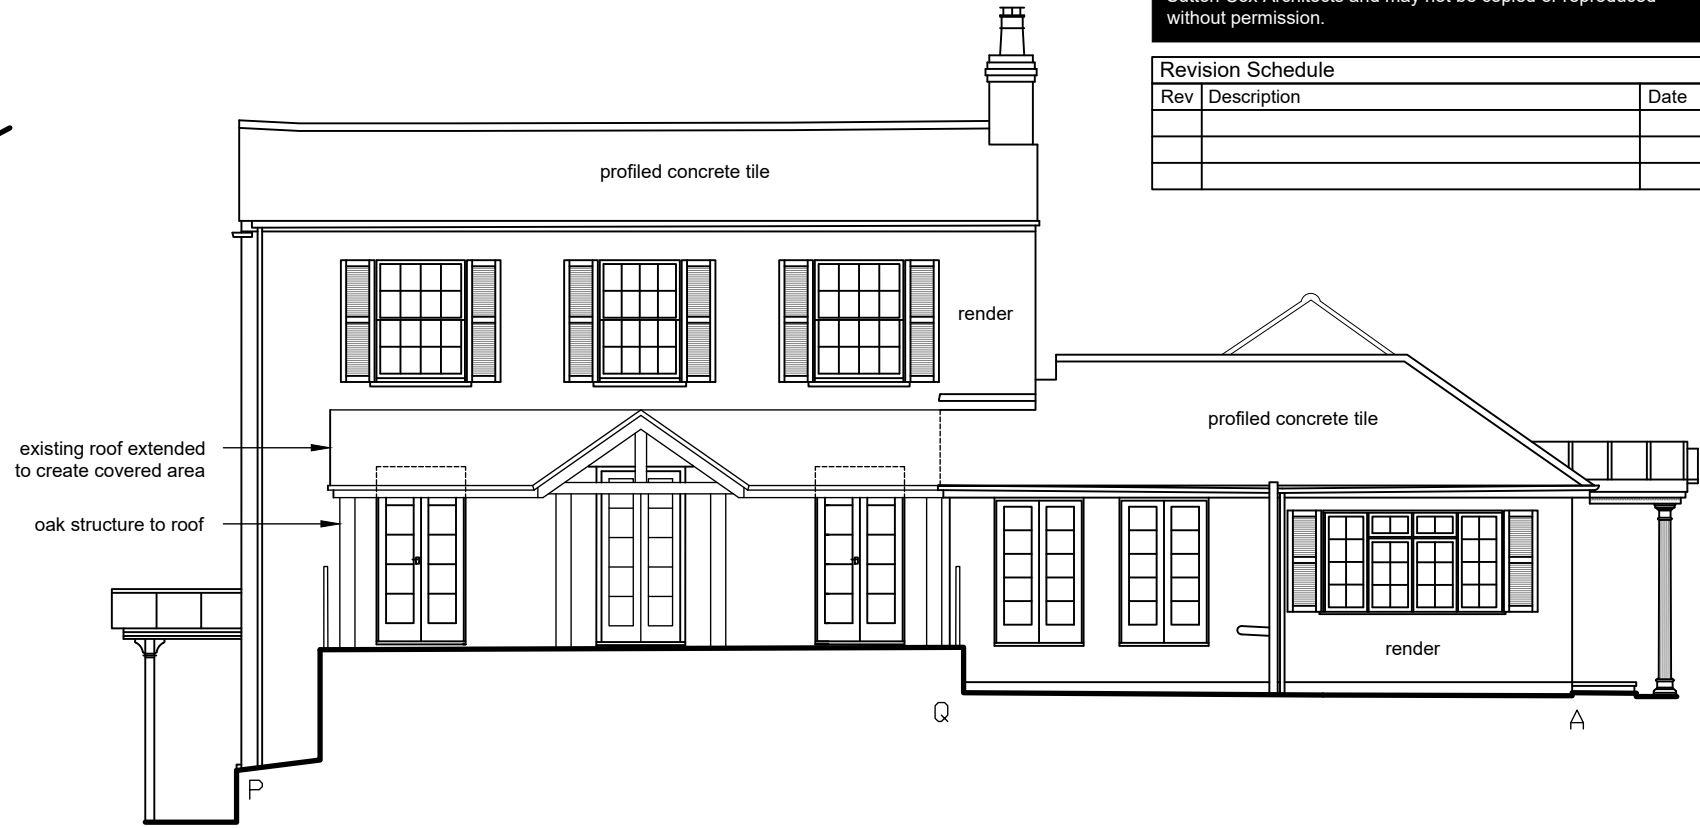 without permission.
Revision Schedule
Rev Description Date
profiled concrete tile
render
profiled concrete tile
existing roof extended
to create covered area
oak structure to roof
render
Q
A
P